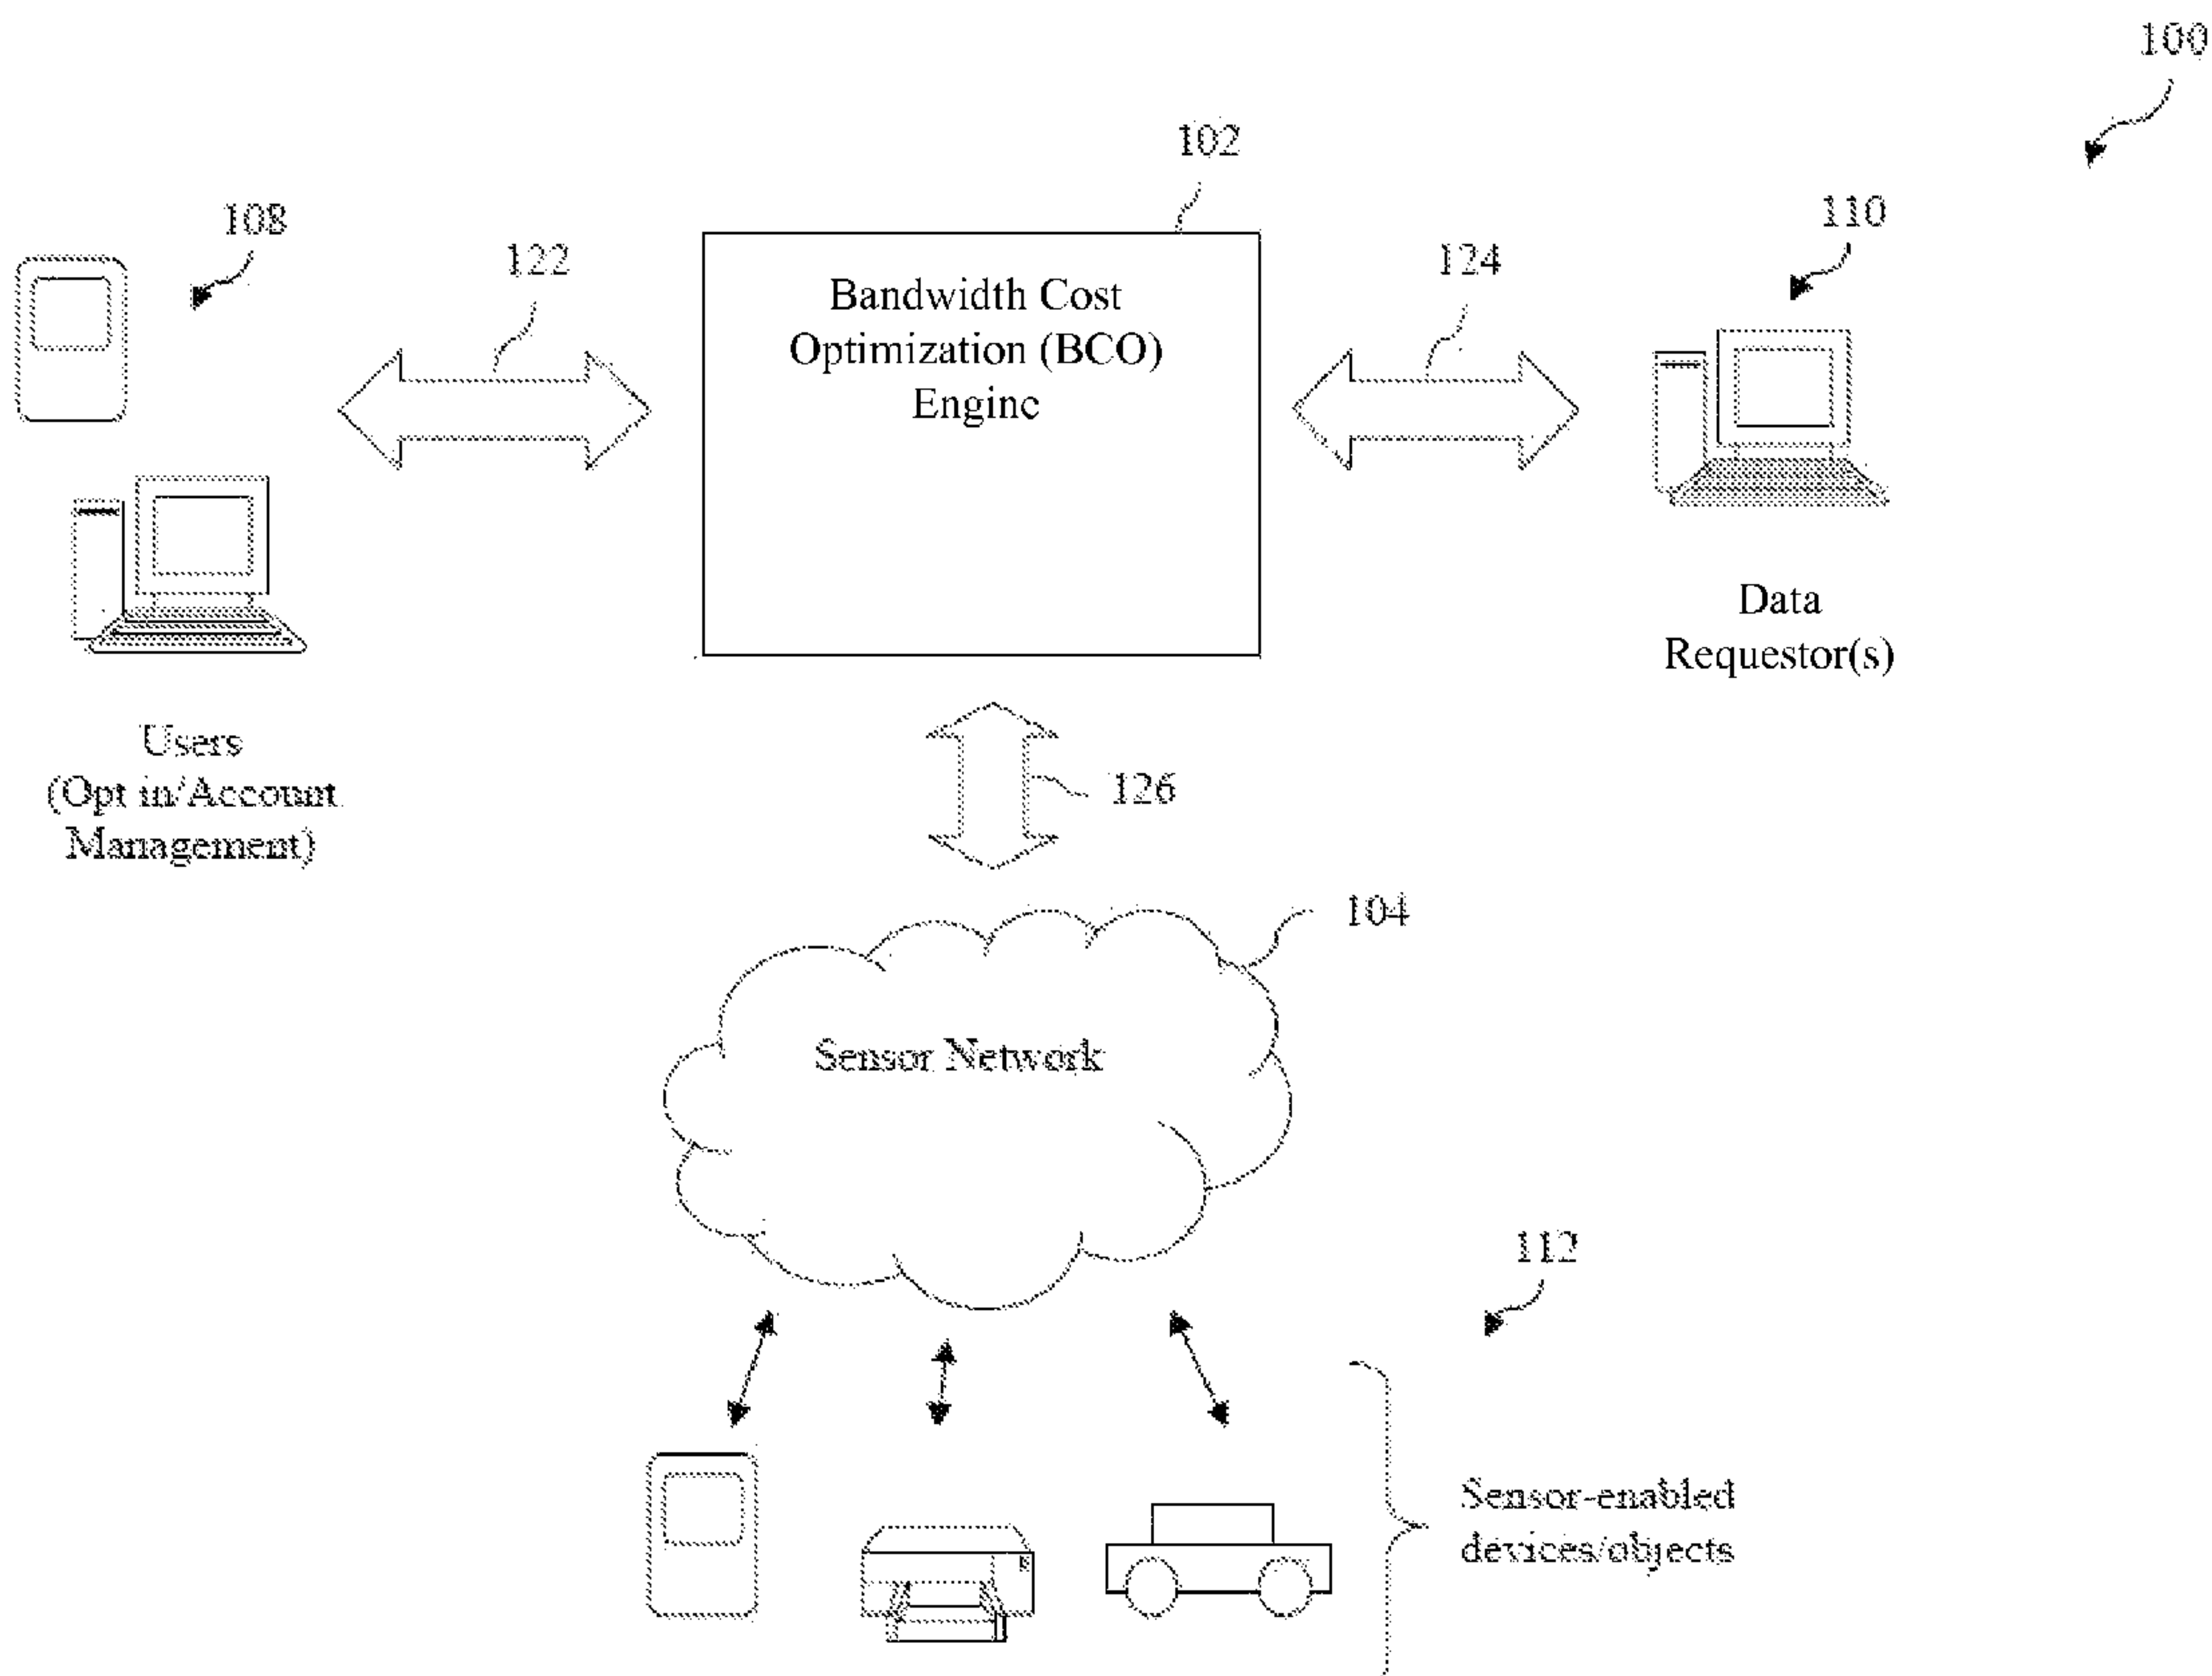 100
102
108
110
122
124
Bandwidth Cost
Optimization (BCO)
Engine
Data
Requestor(s)
Users
(Opt in/Account
Management)
126
104
Sensor Network
112
Sensor-enabled
devices/objects